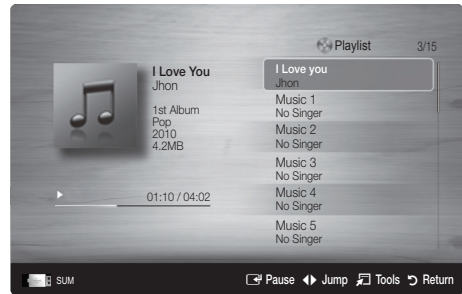 Playlist 3/15
I Love You
Jhon
1st Album
Pop
2010
4.2MB
01:10 / 04:02
I Love you
Jhon
Music 1
No Singer
Music 2
No Singer
Music 3
No Singer
Music 4
No Singer
Music 5
No Singer
SUM Pause Jump Tools Return